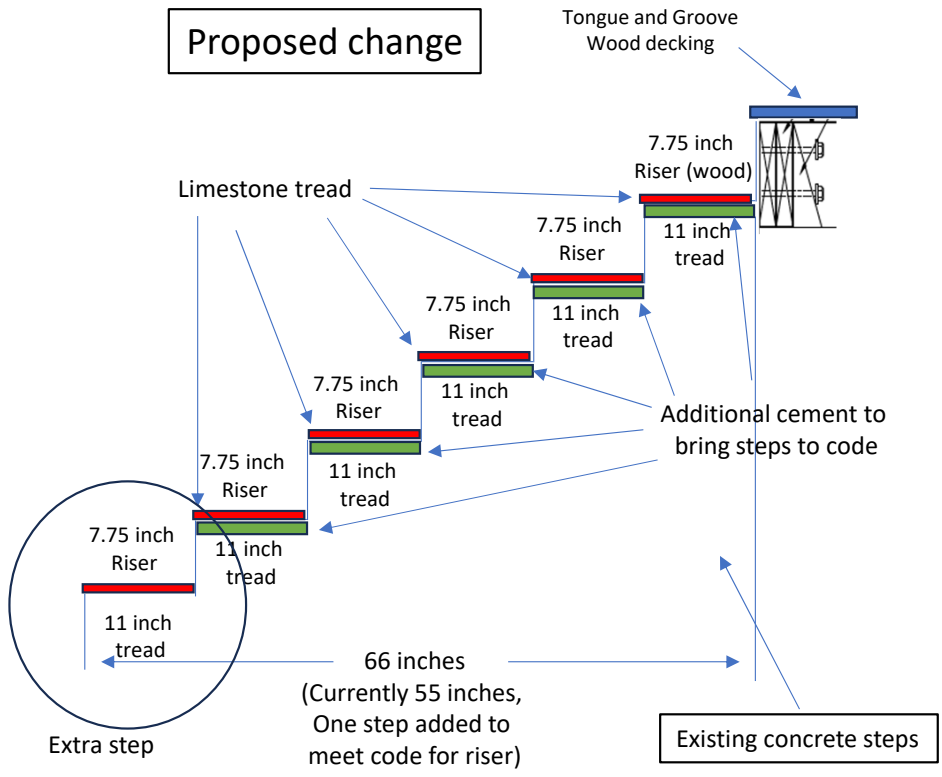 Proposed change
Tongue and Groove
Wood decking
7.75 inch
Riser (wood)
Limestone tread
11 inch
tread
7.75 inch
Riser
11 inch
tread
7.75 inch
Riser
11 inch
tread
7.75 inch
Riser
11 inch
tread
Additional cement to
bring steps to code
7.75 inch
Riser
11 inch
tread
7.75 inch
Riser
11 inch
tread
66 inches
(Currently 55 inches,
One step added to
meet code for riser)
Extra step
Existing concrete steps